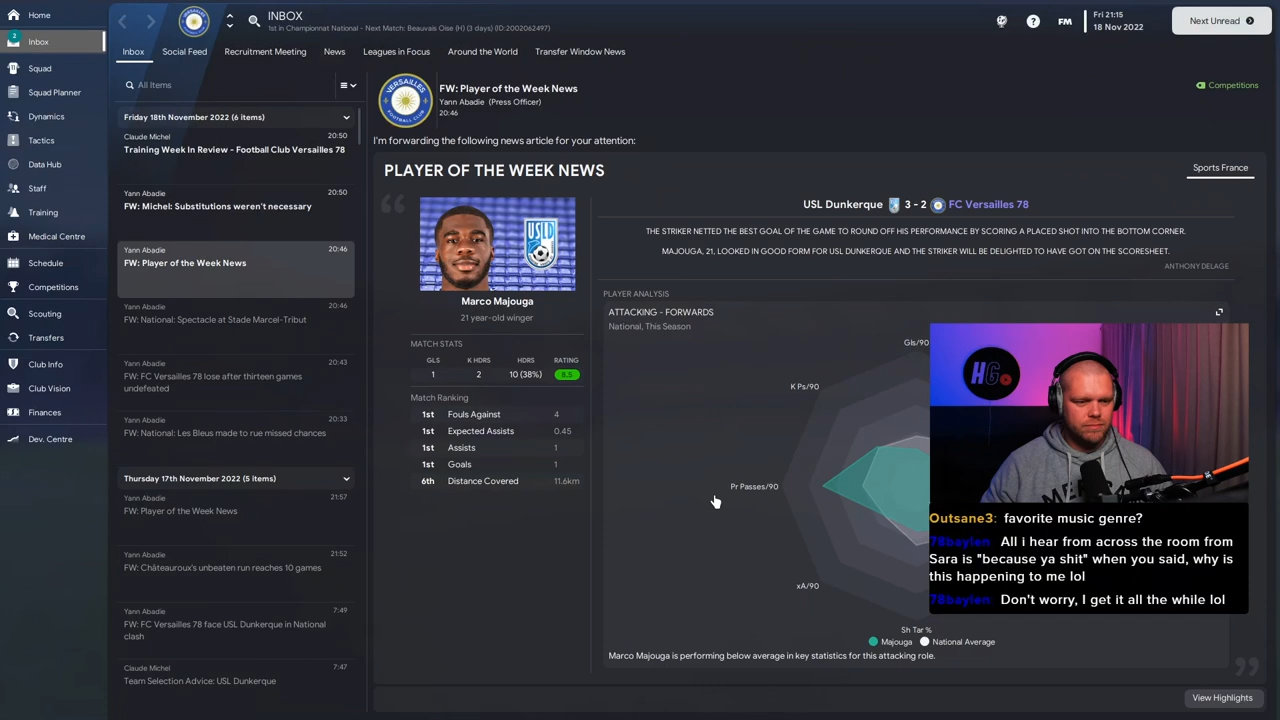 Home
2
Inbox
Squad
Squad Planner
Dynamics
Tactics
Data Hub
Staff
Training
Medical Centre
Schedule
Competitions
Scouting
Transfers
Club Info
Club Vision
Finances
Dev. Centre
INBOX
1st in Championnat National - Next Match: Beauvais Oise (H) (3 days) (ID:2002062497)
?
FM
Fri 21:15
18 Nov 2022
Next Unread
Inbox
Social Feed
Recruitment Meeting
News
Leagues in Focus
Around the World
Transfer Window News
All Items
Friday 18th November 2022 (6 items)
Claude Michel 20:50
Training Week In Review - Football Club Versailles 78
Yann Abadie 20:50
FW: Michel: Substitutions weren't necessary
Yann Abadie 20:46
FW: Player of the Week News
Yann Abadie 20:46
FW: National: Spectacle at Stade Marcel-Tribut
Yann Abadie 20:43
FW: FC Versailles 78 lose after thirteen games
undefeated
Yann Abadie 20:33
FW: National: Les Bleus made to rue missed chances
Thursday 17th November 2022 (5 items)
Yann Abadie 21:57
FW: Player of the Week News
Yann Abadie 21:52
FW: Châteauroux's unbeaten run reaches 10 games
Yann Abadie 7:49
FW: FC Versailles 78 face USL Dunkerque in National
clash
Claude Michel 7:47
Team Selection Advice: USL Dunkerque
VERSAILLES
FOOTBALL CLUB
FW: Player of the Week News
Yann Abadie (Press Officer)
20:46
Competitions
I'm forwarding the following news article for your attention:
PLAYER OF THE WEEK NEWS
Sports France
USLD
Marco Majouga
21 year-old winger
MATCH STATS
GLS K HDRS HDRS RATING
1 2 10 (38%) 8.5
Match Ranking
1st Fouls Against 4
1st Expected Assists 0.45
1st Assists 1
1st Goals 1
6th Distance Covered 11.6km
USL Dunkerque 3 - 2 FC Versailles 78
THE STRIKER NETTED THE BEST GOAL OF THE GAME TO ROUND OFF HIS PERFORMANCE BY SCORING A PLACED SHOT INTO THE BOTTOM CORNER.
MAJOUGA, 21, LOOKED IN GOOD FORM FOR USL DUNKERQUE AND THE STRIKER WILL BE DELIGHTED TO HAVE GOT ON THE SCORESHEET.
ANTHONY DELAGE
PLAYER ANALYSIS
ATTACKING - FORWARDS
National, This Season
Gls/90
K Ps/90
Pr Passes/90
xA/90
Sh Tar %
Majouga
National Average
Marco Majouga is performing below average in key statistics for this attacking role.
HG
Outsane3: favorite music genre?
78baylen All i hear from across the room from
Sara is "because ya shit" when you said, why is
this happening to me lol
78baylen Don't worry, I get it all the while lol
View Highlights